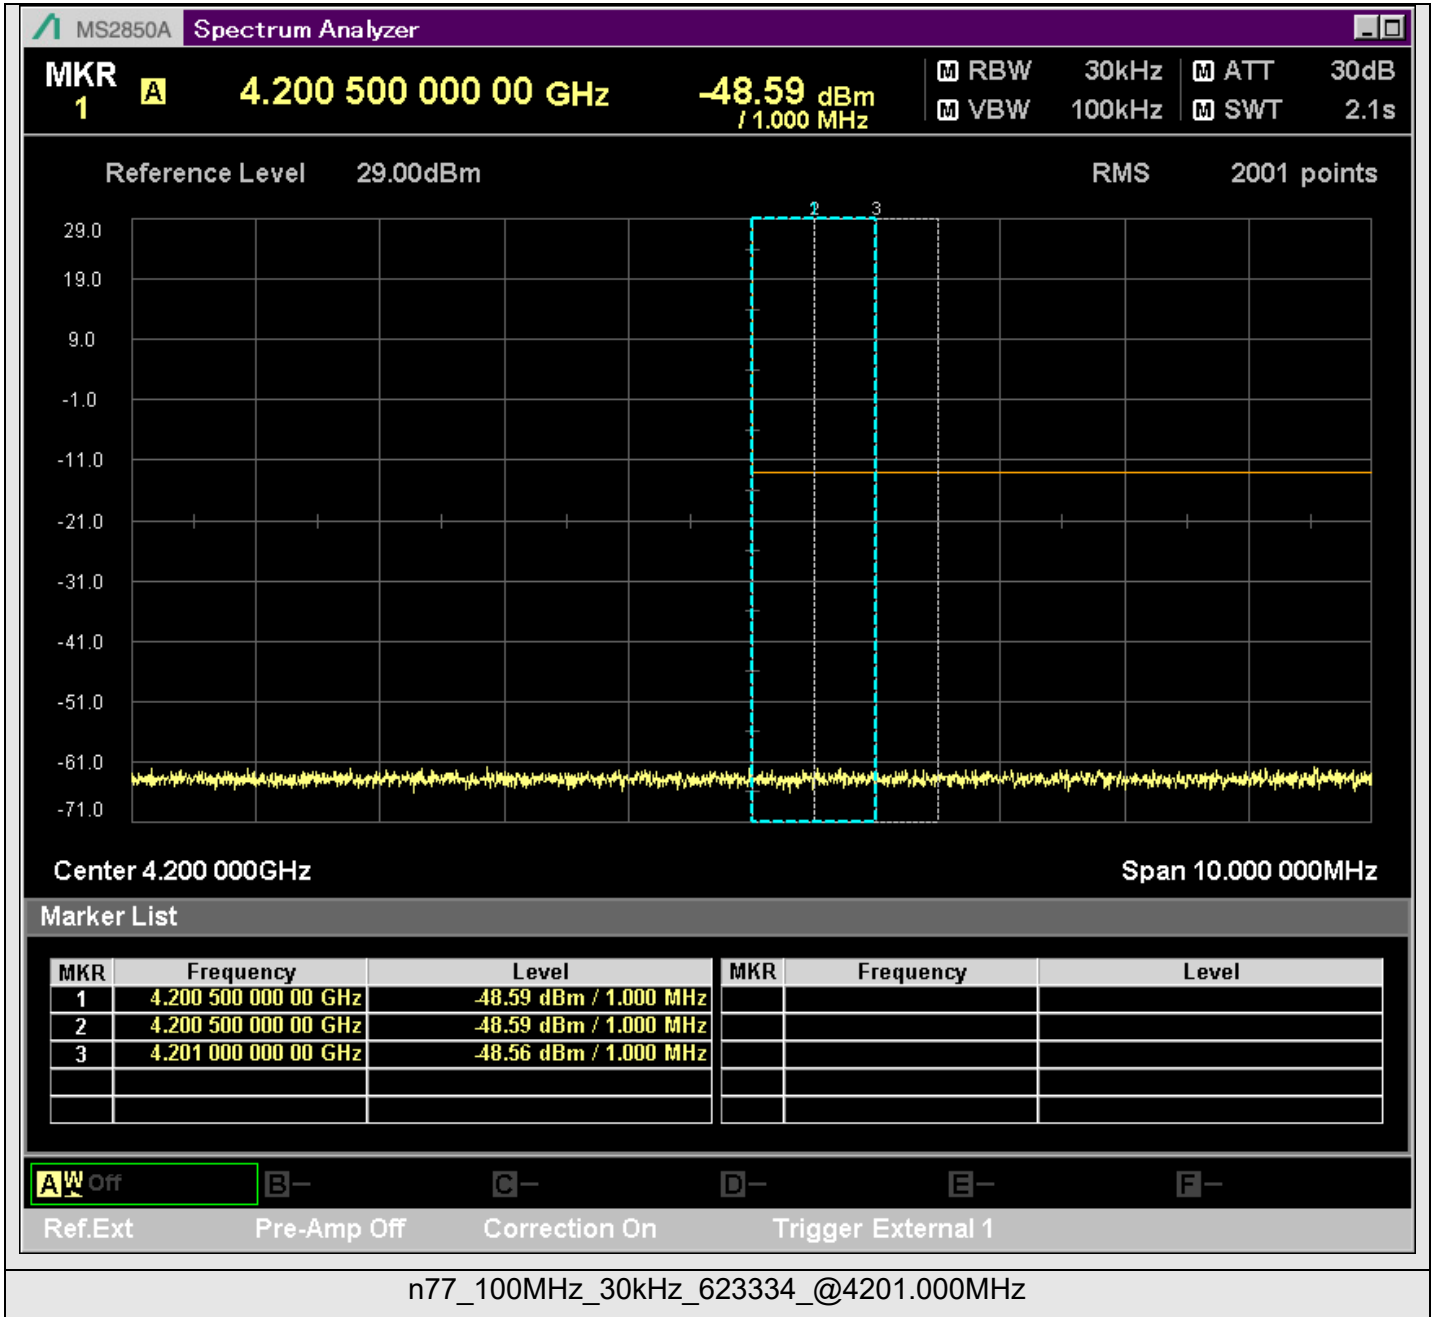 MS2850A Spectrum Analyzer
MKR 1 A 4.200 500 000 00 GHz -48.59 dBm / 1.000 MHz
M RBW 30kHz M ATT 30dB
M VBW 100kHz M SWT 2.1s
Reference Level 29.00dBm RMS 2001 points
2 3
29.0
19.0
9.0
-1.0
-11.0
-21.0
-31.0
-41.0
-51.0
-61.0
-71.0
Center 4.200 000GHz Span 10.000 000MHz
Marker List
MKR Frequency Level MKR Frequency Level
1 4.200 500 000 00 GHz -48.59 dBm / 1.000 MHz
2 4.200 500 000 00 GHz -48.59 dBm / 1.000 MHz
3 4.201 000 000 00 GHz -48.56 dBm / 1.000 MHz
A W Off B - C - D - E - F -
Ref.Ext Pre-Amp Off Correction On Trigger External 1
n77_100MHz_30kHz_623334_@4201.000MHz